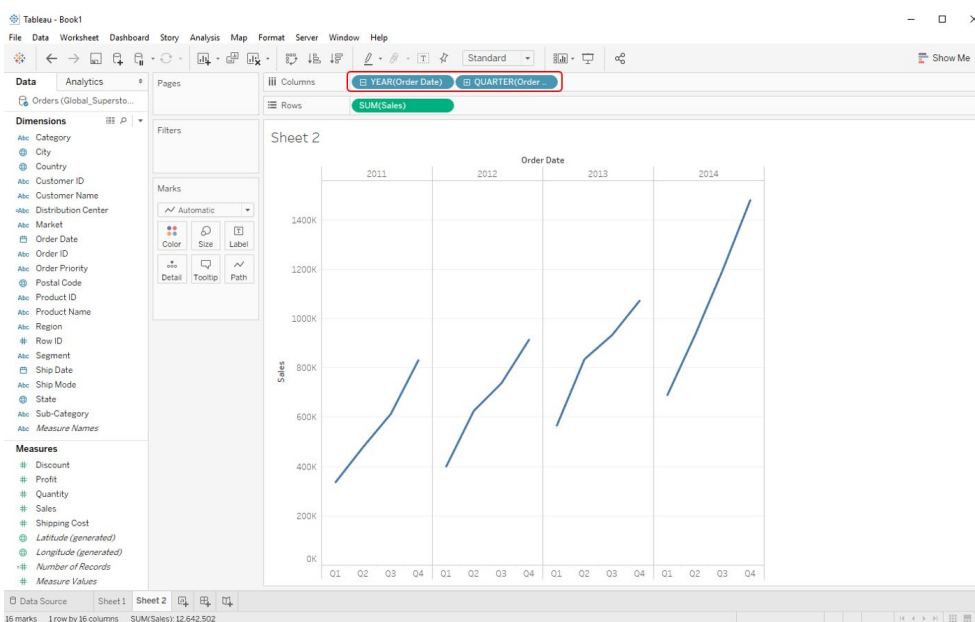 Tableau - Book1
File Data Worksheet Dashboard Story Analysis Map Format Server Window Help
Standard
Show Me
Data Analytics
Pages
Columns
YEAR(Order Date) QUARTER(Order ..
Orders (Global_Supersto...
Rows
SUM(Sales)
Dimensions
Abc Category
City
Country
Abc Customer ID
Abc Customer Name
=Abc Distribution Center
Abc Market
Order Date
Abc Order ID
Abc Order Priority
Postal Code
Abc Product ID
Abc Product Name
Abc Region
# Row ID
Abc Segment
Ship Date
Abc Ship Mode
State
Abc Sub-Category
Abc Measure Names
Measures
# Discount
# Profit
# Quantity
# Sales
# Shipping Cost
Latitude (generated)
Longitude (generated)
=# Number of Records
# Measure Values
Filters
Marks
Automatic
Color Size Label
Detail Tooltip Path
Sheet 2
Order Date
2011 2012 2013 2014
Sales
1400K
1200K
1000K
800K
600K
400K
200K
0K
Q1 Q2 Q3 Q4 Q1 Q2 Q3 Q4 Q1 Q2 Q3 Q4 Q1 Q2 Q3 Q4
Data Source Sheet 1 Sheet 2
16 marks 1 row by 16 columns SUM(Sales): 12.642.502